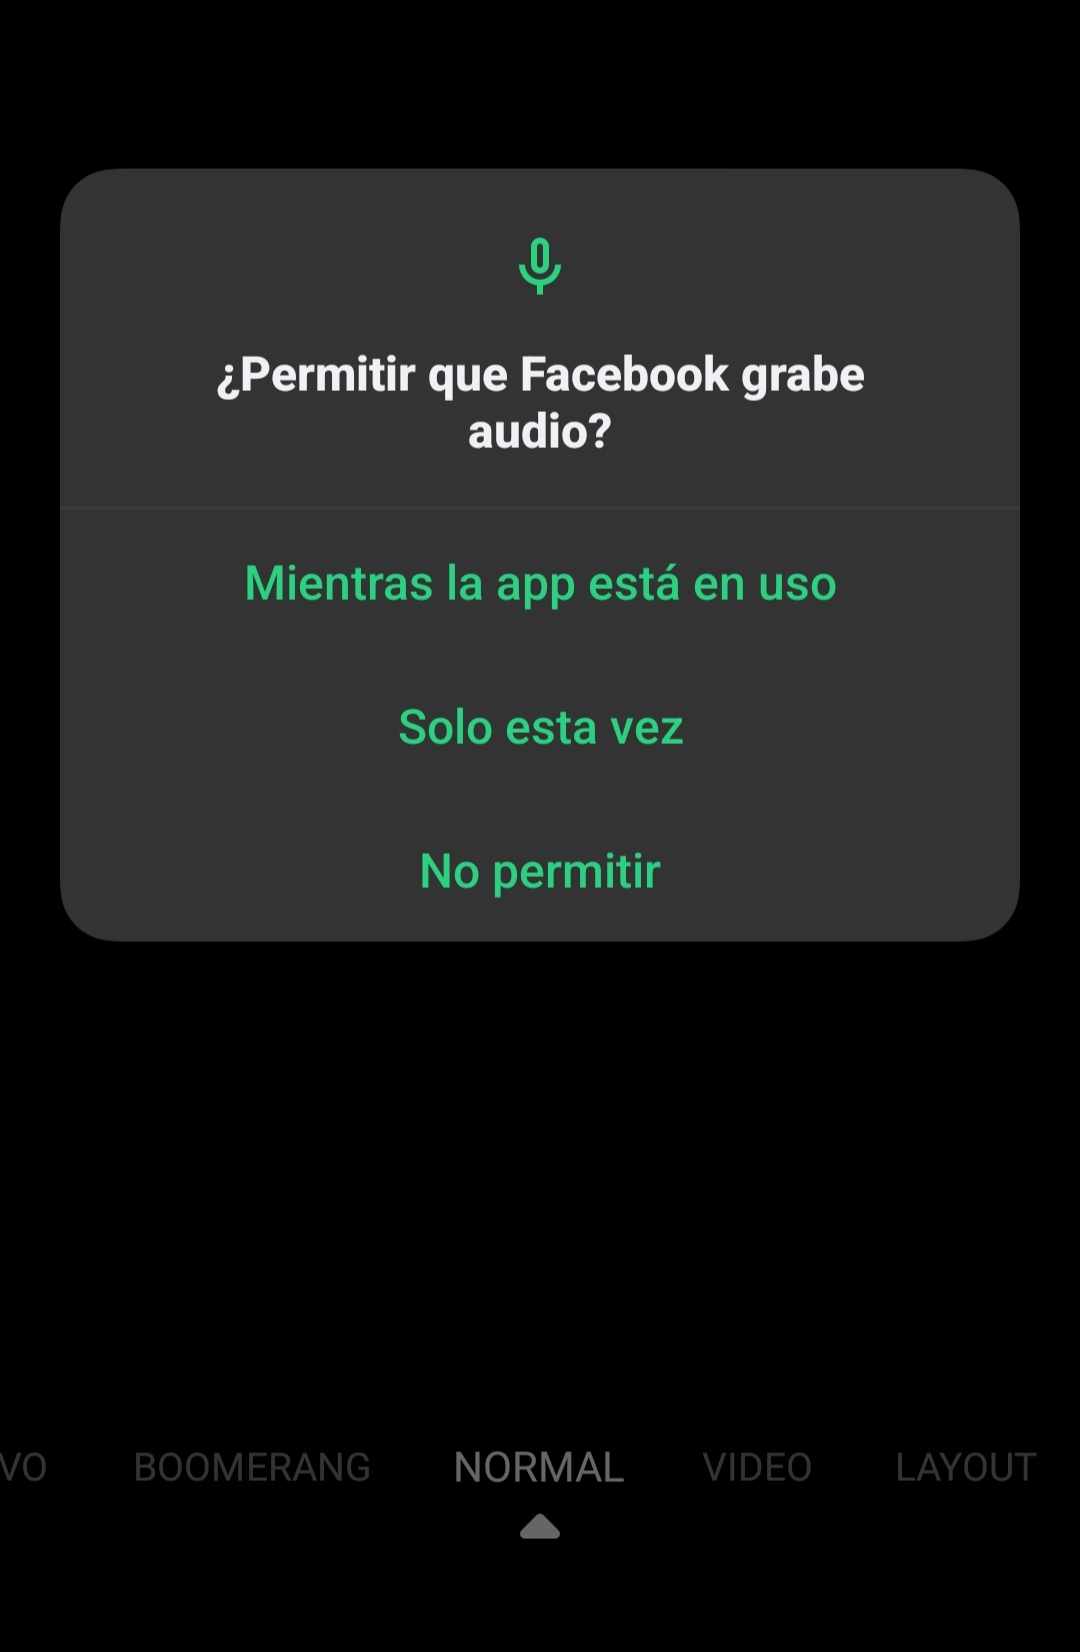 ¿Permitir que Facebook grabe
audio?
Mientras la app está en uso
Solo esta vez
No permitir
VO BOOMERANG NORMAL VIDEO LAYOUT